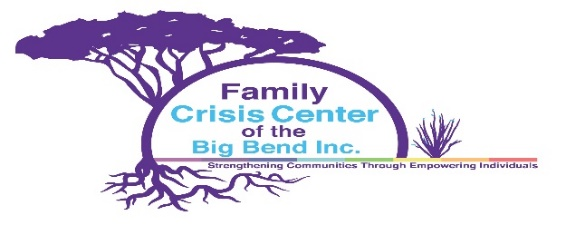 Family
Crisis Center
of the
Big Bend Inc.
Strengthening Communities Through Empowering Individuals